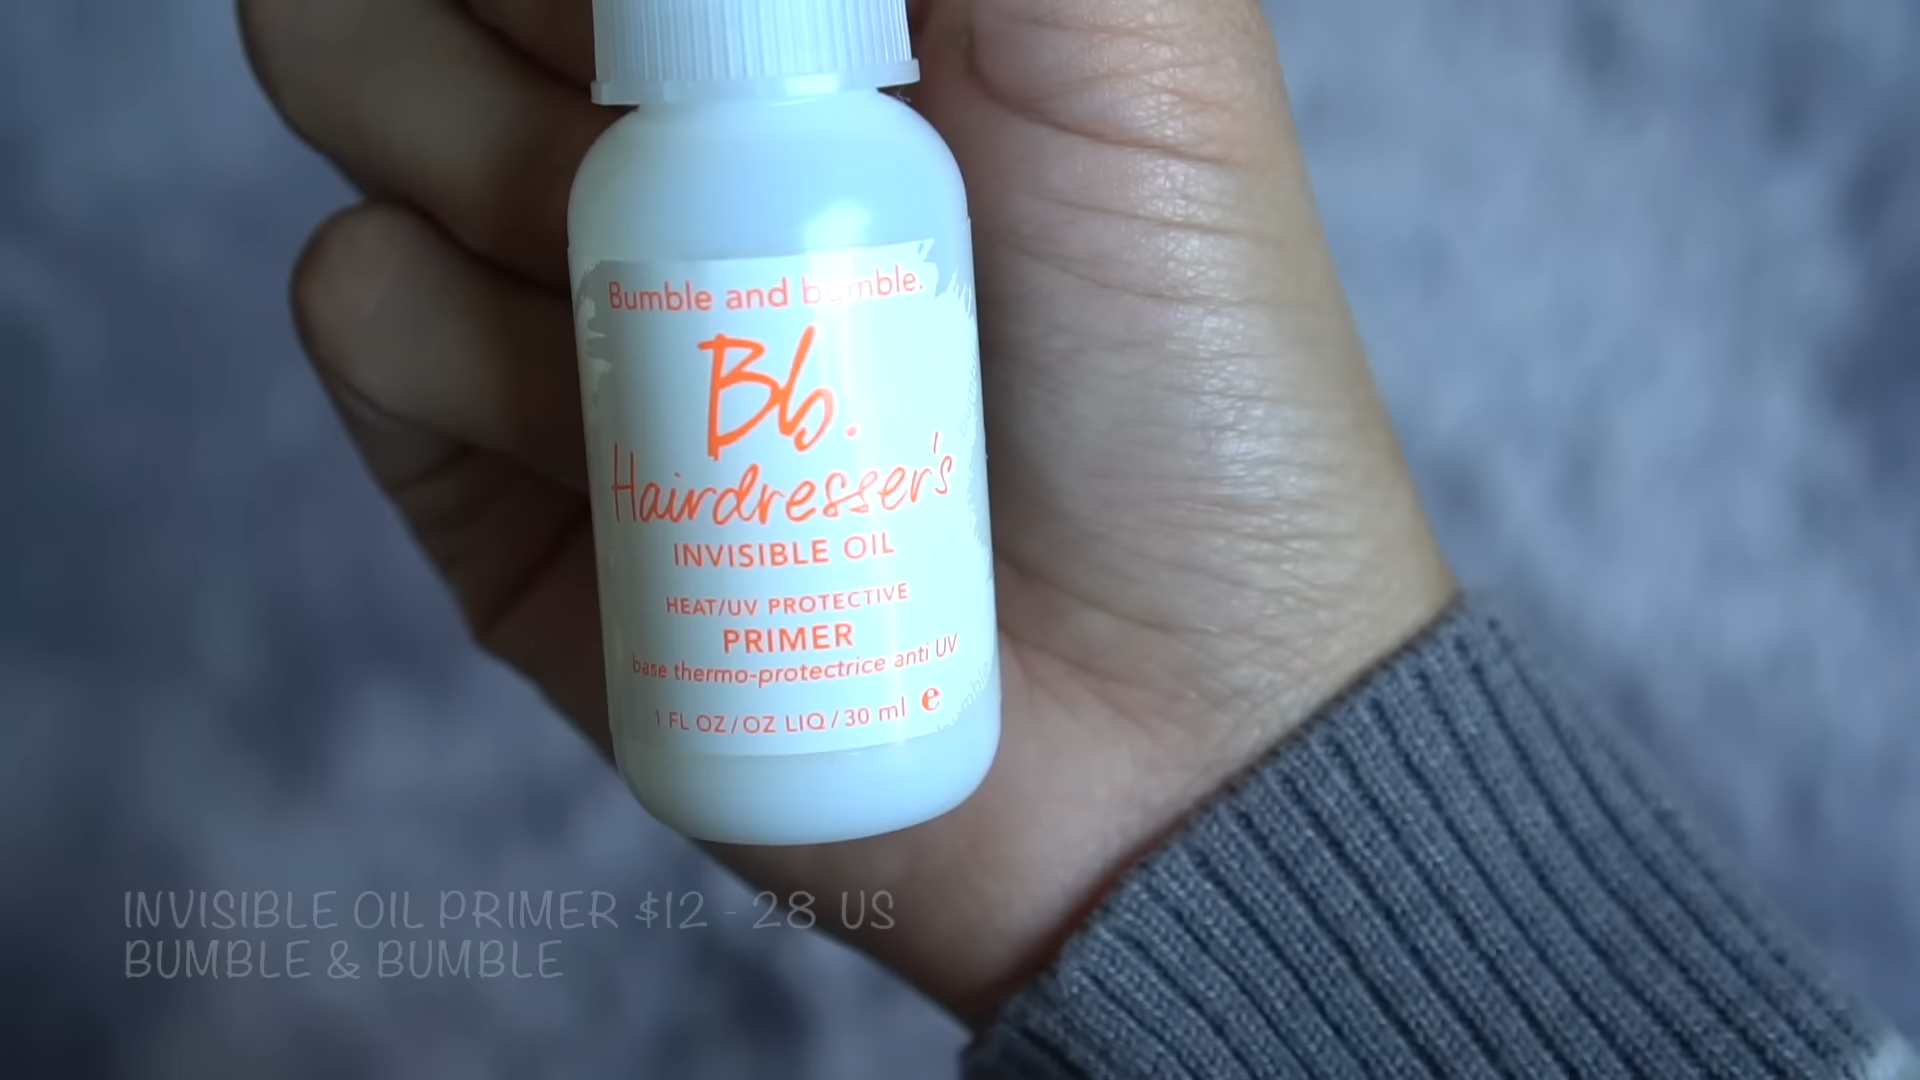 Bumble and bumble.
Bb.
Hairdresser's
INVISIBLE OIL
HEAT/UV PROTECTIVE
PRIMER
base thermo-protectrice anti UV
1 FL OZ/OZ LIQ/30 ml e
INVISIBLE OIL PRIMER $12 - 28 US
BUMBLE & BUMBLE